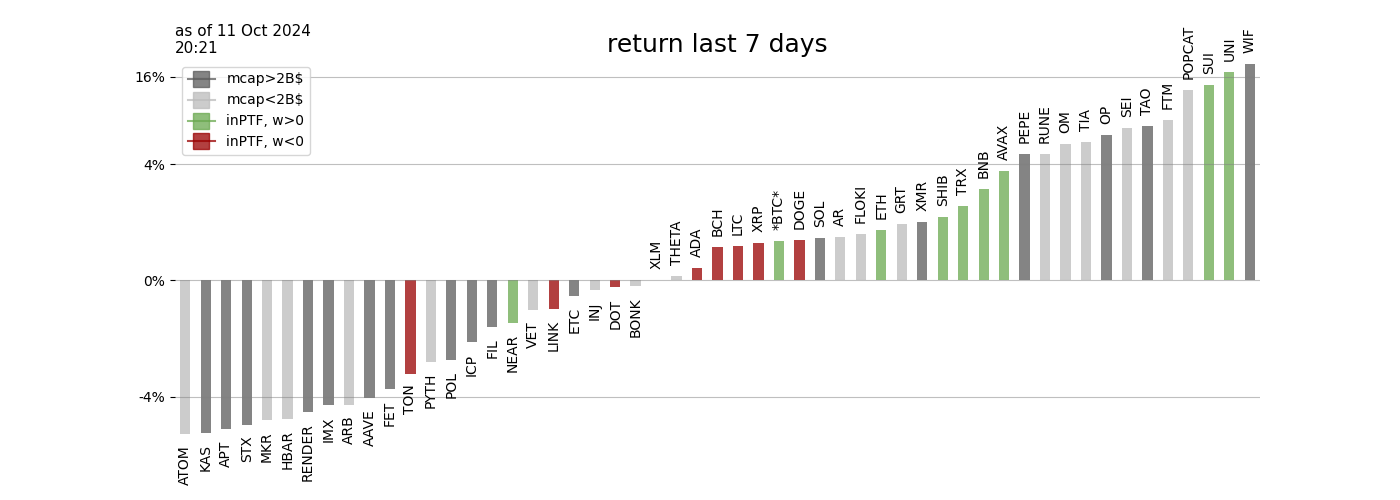 as of 11 Oct 2024
20:21
return last 7 days
mcap>2B$
mcap<2B$
inPTF, w>0
inPTF, w<0
16%
4%
0%
-4%
ATOM
KAS
APT
STX
MKR
HBAR
RENDER
IMX
ARB
AAVE
FET
TON
PYTH
POL
ICP
FIL
NEAR
VET
LINK
ETC
INJ
DOT
BONK
XLM
THETA
ADA
BCH
LTC
XRP
*BTC*
DOGE
SOL
AR
FLOKI
ETH
GRT
XMR
SHIB
TRX
BNB
AVAX
PEPE
RUNE
OM
TIA
OP
SEI
TAO
FTM
POPCAT
SUI
UNI
WIF